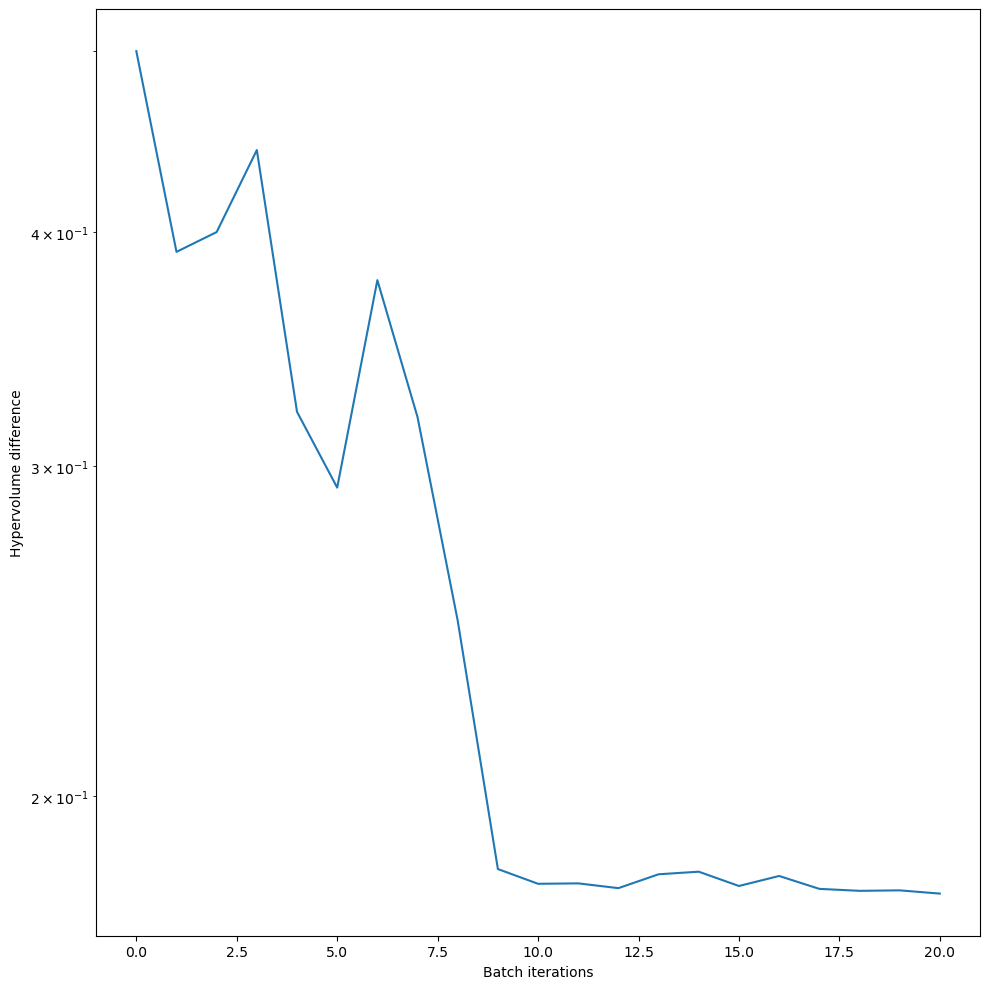 Hypervolume difference
4 × 10⁻¹
3 × 10⁻¹
2 × 10⁻¹
0.0 2.5 5.0 7.5 10.0 12.5 15.0 17.5 20.0
Batch iterations